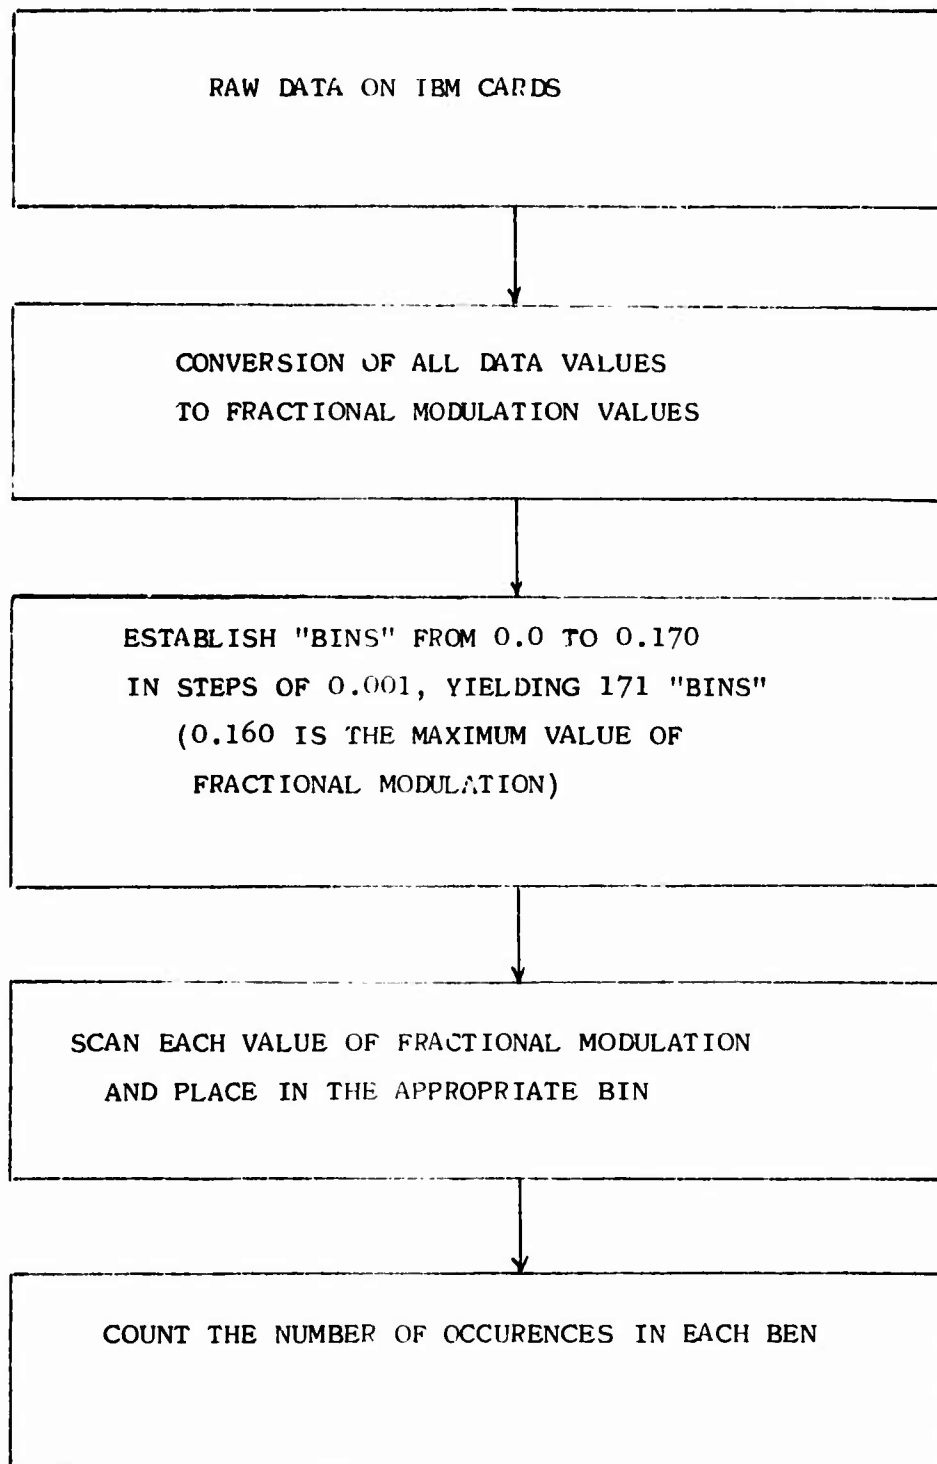 RAW DATA ON IBM CARDS
CONVERSION OF ALL DATA VALUES
TO FRACTIONAL MODULATION VALUES
ESTABLISH "BINS" FROM 0.0 TO 0.170
IN STEPS OF 0.001, YIELDING 171 "BINS"
(0.160 IS THE MAXIMUM VALUE OF
FRACTIONAL MODULATION)
SCAN EACH VALUE OF FRACTIONAL MODULATION
AND PLACE IN THE APPROPRIATE BIN
COUNT THE NUMBER OF OCCURENCES IN EACH BEN